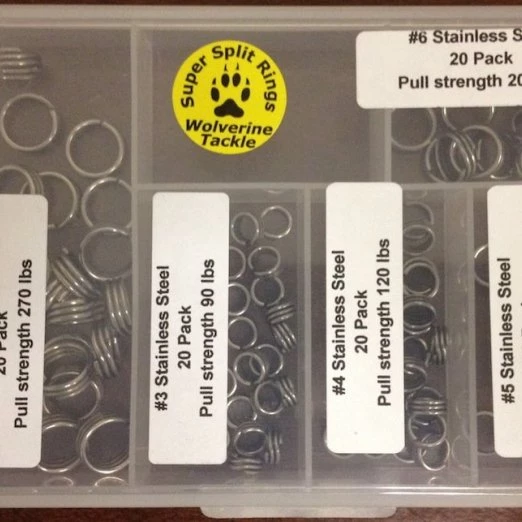 #6 Stainless S
20 Pack
Pull strength 20
Super Split Rings
Wolverine
Tackle
20 Pack
Pull strength 270 lbs
#3 Stainless Steel
20 Pack
Pull strength 90 lbs
#4 Stainless Steel
20 Pack
Pull strength 120 lbs
#5 Stainless Steel